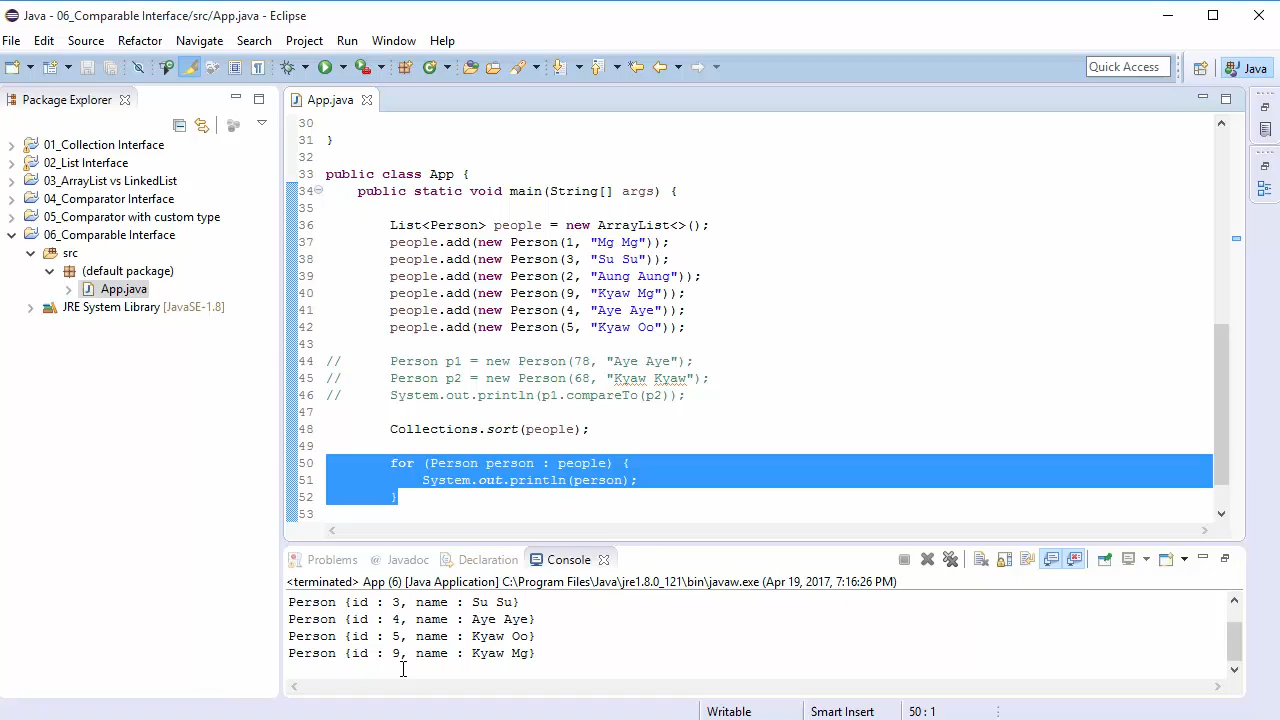 Java - 06_Comparable Interface/src/App.java - Eclipse
File Edit Source Refactor Navigate Search Project Run Window Help
Quick Access
Java
Package Explorer
01_Collection Interface
02_List Interface
03_ArrayList vs LinkedList
04_Comparator Interface
05_Comparator with custom type
06_Comparable Interface
src
(default package)
App.java
JRE System Library [JavaSE-1.8]
App.java
30
31 }
32
33 public class App {
34 public static void main(String[] args) {
35
36 List<Person> people = new ArrayList<>();
37 people.add(new Person(1, "Mg Mg"));
38 people.add(new Person(3, "Su Su"));
39 people.add(new Person(2, "Aung Aung"));
40 people.add(new Person(9, "Kyaw Mg"));
41 people.add(new Person(4, "Aye Aye"));
42 people.add(new Person(5, "Kyaw Oo"));
43
44 // Person p1 = new Person(78, "Aye Aye");
45 // Person p2 = new Person(68, "Kyaw Kyaw");
46 // System.out.println(p1.compareTo(p2));
47
48 Collections.sort(people);
49
50 for (Person person : people) {
51 System.out.println(person);
52 }
53
Problems Javadoc Declaration Console
<terminated> App (6) [Java Application] C:\Program Files\Java\jre1.8.0_121\bin\javaw.exe (Apr 19, 2017, 7:16:26 PM)
Person {id : 3, name : Su Su}
Person {id : 4, name : Aye Aye}
Person {id : 5, name : Kyaw Oo}
Person {id : 9, name : Kyaw Mg}
Writable Smart Insert 50 : 1